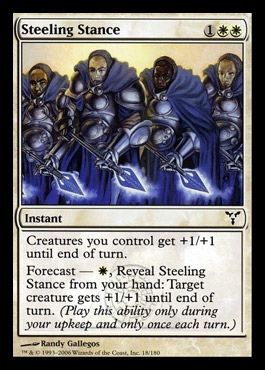 Steeling Stance 1
Instant
Creatures you control get +1/+1
until end of turn.
Forecast — , Reveal Steeling
Stance from your hand: Target
creature gets +1/+1 until end of
turn. (Play this ability only during
your upkeep and only once each turn.)
Randy Gallegos
™ & © 1993–2006 Wizards of the Coast, Inc. 18/180